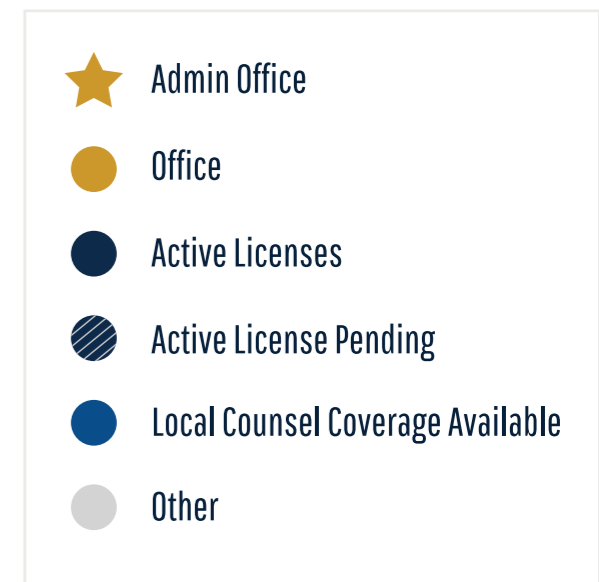 Admin Office
Office
Active Licenses
Active License Pending
Local Counsel Coverage Available
Other